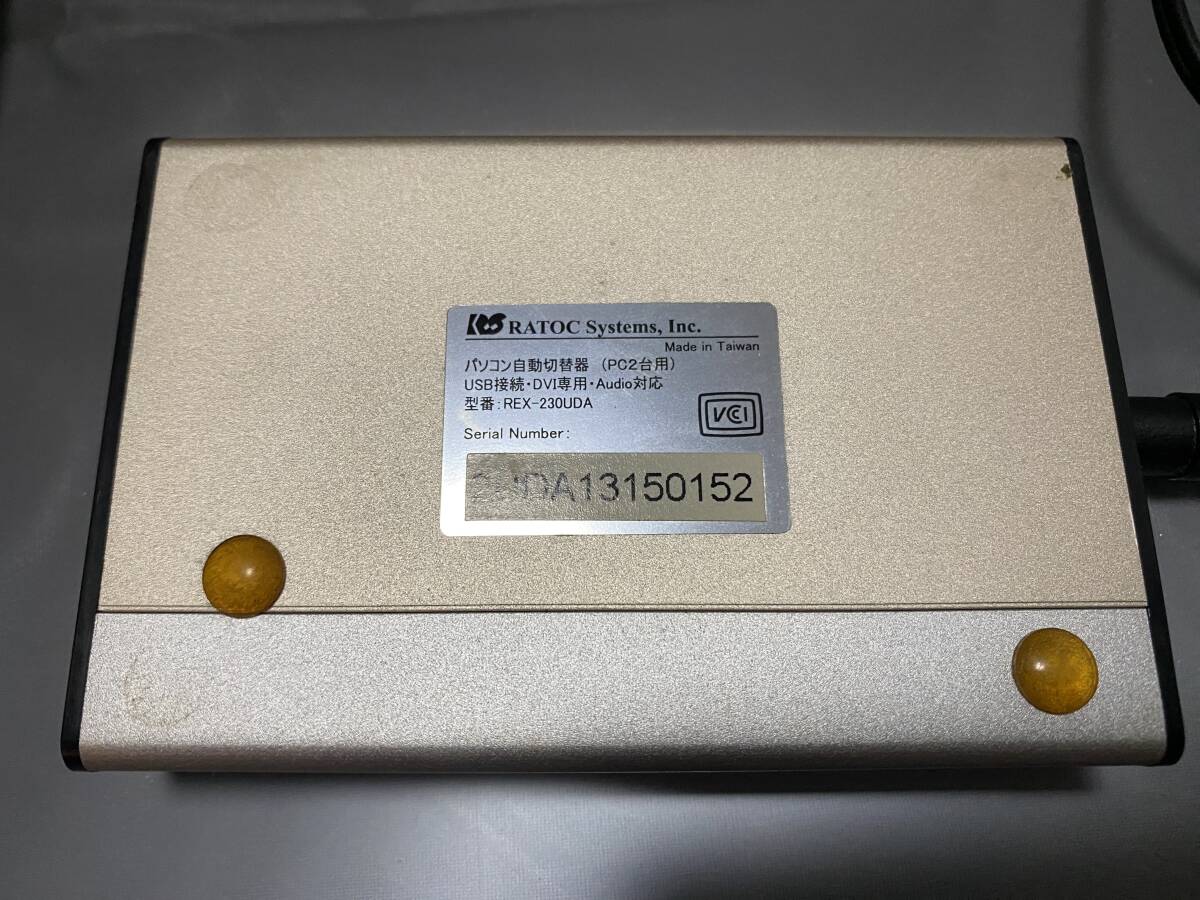 RATOC Systems, Inc.
Made in Taiwan
パソコン自動切替器 (PC2台用)
USB接続・DVI専用・Audio対応
型番:REX-230UDA
VCCI
Serial Number:
13150152